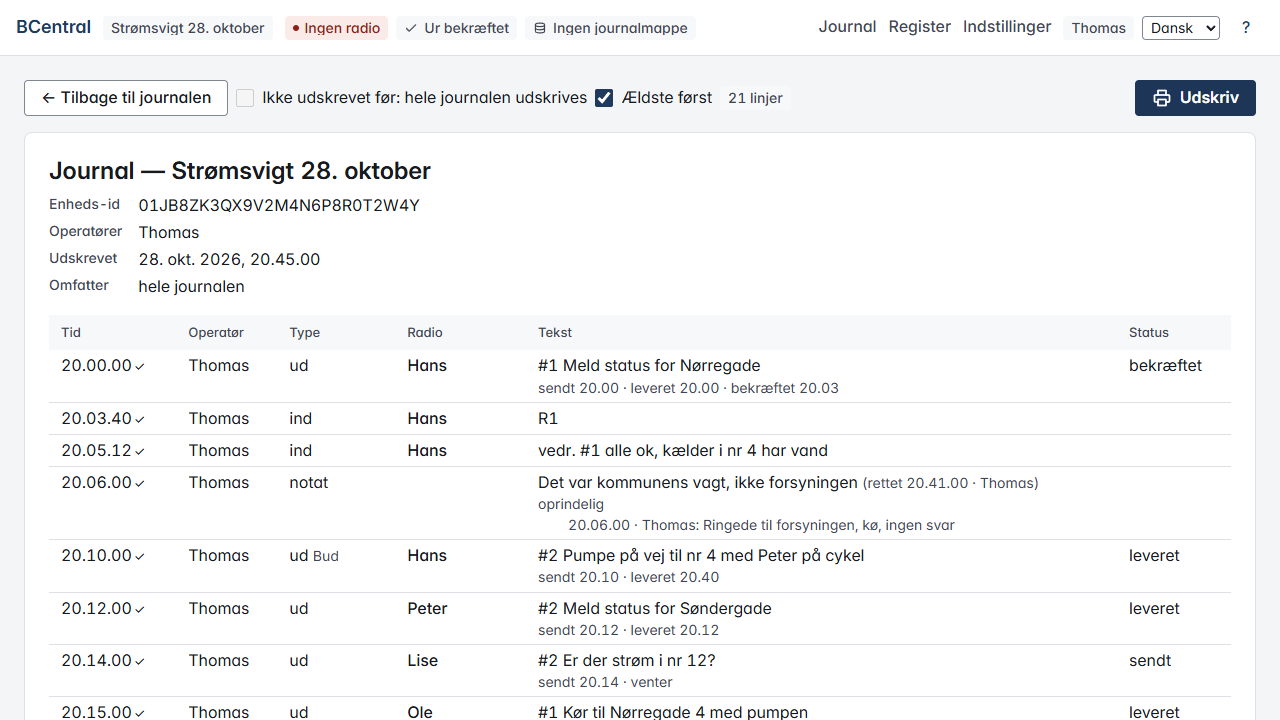 BCentral Strømsvigt 28. oktober Ingen radio Ur bekræftet Ingen journalmappe Journal Register Indstillinger Thomas Dansk ?
← Tilbage til journalen Ikke udskrevet før: hele journalen udskrives Ældste først 21 linjer Udskriv
Journal — Strømsvigt 28. oktober
Enheds-id 01JB8ZK3QX9V2M4N6P8R0T2W4Y
Operatører Thomas
Udskrevet 28. okt. 2026, 20.45.00
Omfatter hele journalen
Tid Operatør Type Radio Tekst Status
20.00.00 ✓ Thomas ud Hans #1 Meld status for Nørregade bekræftet
sendt 20.00 · leveret 20.00 · bekræftet 20.03
20.03.40 ✓ Thomas ind Hans R1
20.05.12 ✓ Thomas ind Hans vedr. #1 alle ok, kælder i nr 4 har vand
20.06.00 ✓ Thomas notat Det var kommunens vagt, ikke forsyningen (rettet 20.41.00 · Thomas)
oprindelig
20.06.00 · Thomas: Ringede til forsyningen, kø, ingen svar
20.10.00 ✓ Thomas ud Bud Hans #2 Pumpe på vej til nr 4 med Peter på cykel leveret
sendt 20.10 · leveret 20.40
20.12.00 ✓ Thomas ud Peter #2 Meld status for Søndergade leveret
sendt 20.12 · leveret 20.12
20.14.00 ✓ Thomas ud Lise #2 Er der strøm i nr 12? sendt
sendt 20.14 · venter
20.15.00 ✓ Thomas ud Ole #1 Kør til Nørregade 4 med pumpen leveret